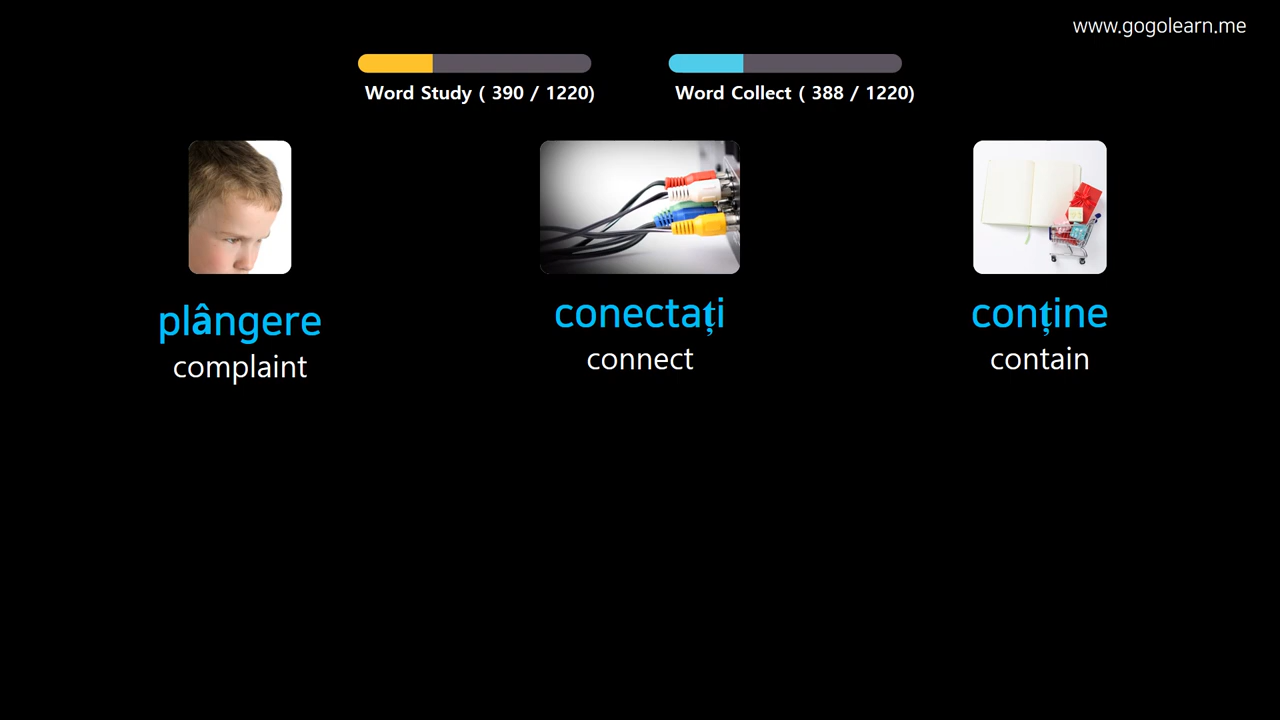 www.gogolearn.me
Word Study ( 390 / 1220)
Word Collect ( 388 / 1220)
plângere
complaint
conectați
connect
conține
contain